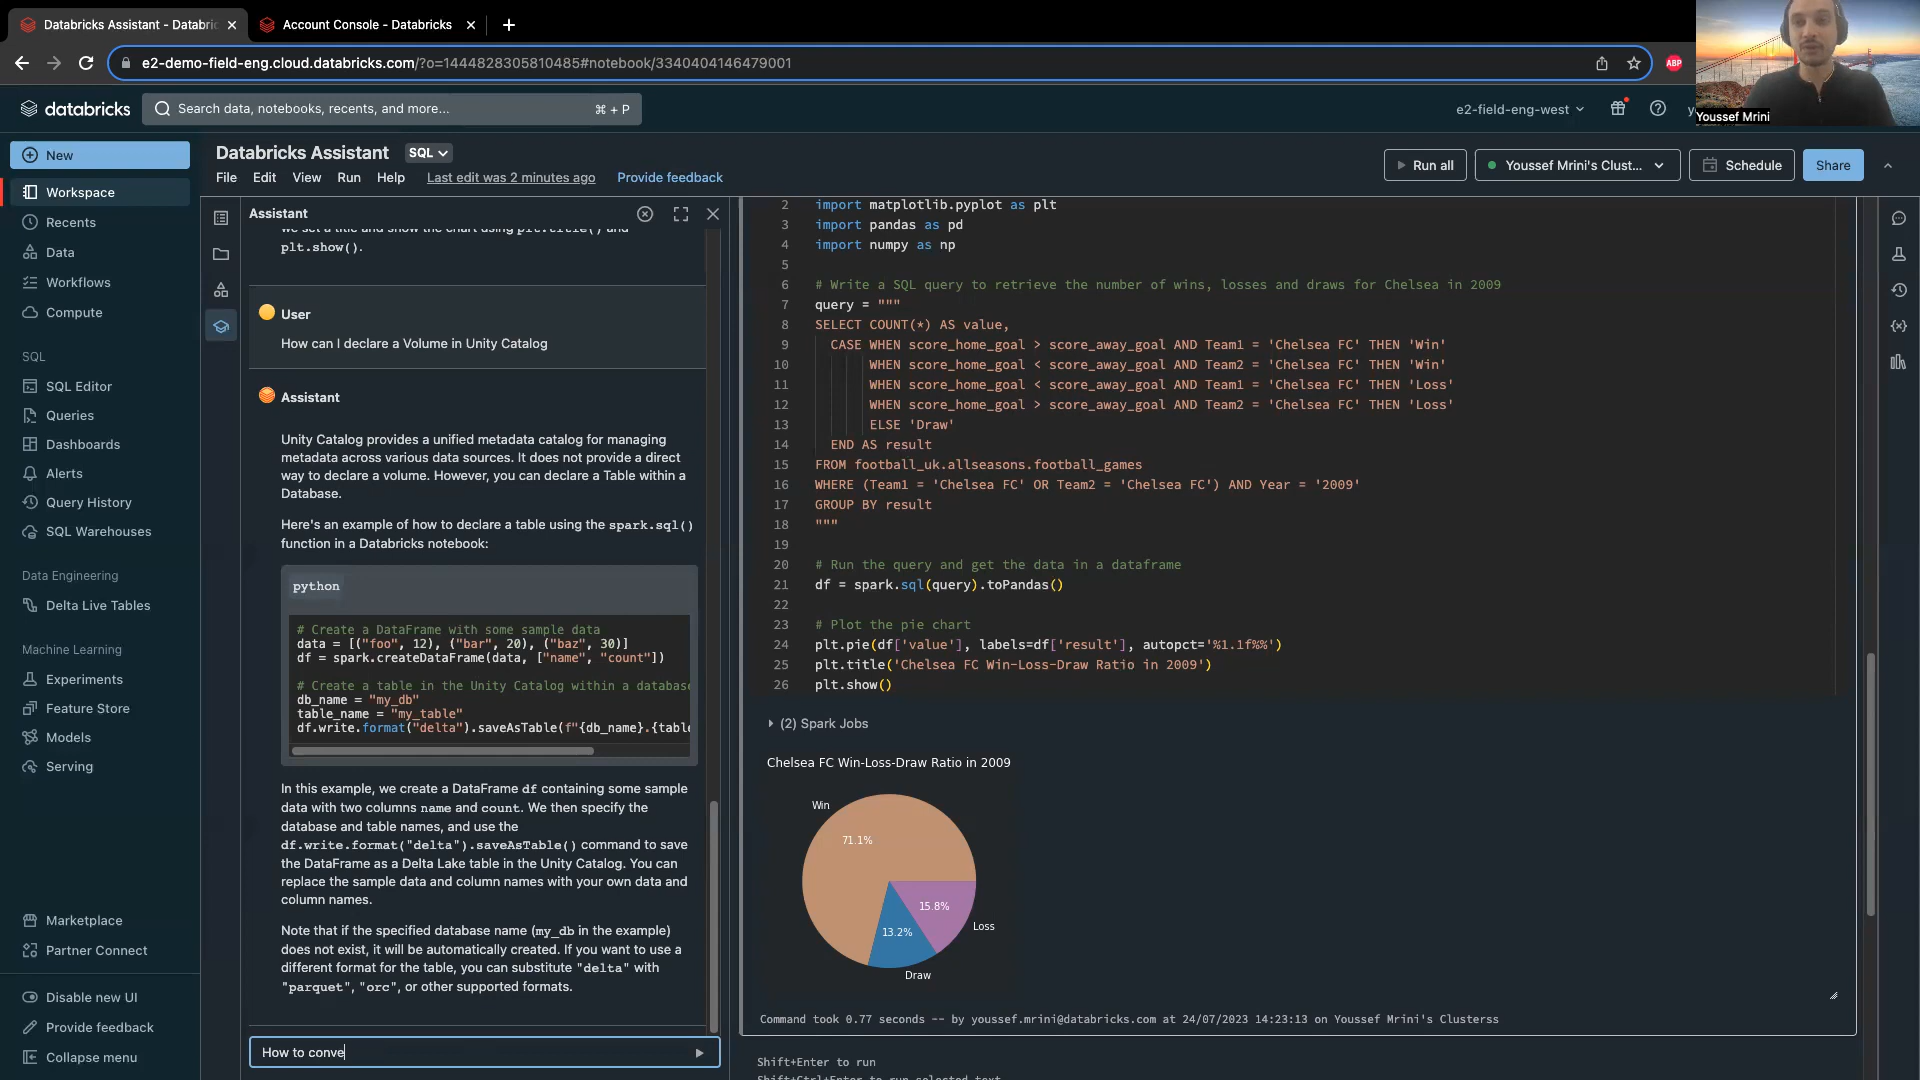 Databricks Assistant - Databric
Account Console - Databricks
e2-demo-field-eng.cloud.databricks.com/?o=1444828305810485#notebook/3340404146479001
ABP
Youssef Mrini
databricks
Search data, notebooks, recents, and more...
⌘ + P
e2-field-eng-west
New
Workspace
Recents
Data
Workflows
Compute
SQL
SQL Editor
Queries
Dashboards
Alerts
Query History
SQL Warehouses
Data Engineering
Delta Live Tables
Machine Learning
Experiments
Feature Store
Models
Serving
Marketplace
Partner Connect
Disable new UI
Provide feedback
Collapse menu
Databricks Assistant
SQL
File Edit View Run Help Last edit was 2 minutes ago Provide feedback
Run all
Youssef Mrini's Clust...
Schedule
Share
Assistant
we set a title and show the chart using plt.title() and
plt.show().
User
How can I declare a Volume in Unity Catalog
Assistant
Unity Catalog provides a unified metadata catalog for managing
metadata across various data sources. It does not provide a direct
way to declare a volume. However, you can declare a Table within a
Database.
Here's an example of how to declare a table using the spark.sql()
function in a Databricks notebook:
python
# Create a DataFrame with some sample data
data = [("foo", 12), ("bar", 20), ("baz", 30)]
df = spark.createDataFrame(data, ["name", "count"])
# Create a table in the Unity Catalog within a database
db_name = "my_db"
table_name = "my_table"
df.write.format("delta").saveAsTable(f"{db_name}.{table
In this example, we create a DataFrame df containing some sample
data with two columns name and count. We then specify the
database and table names, and use the
df.write.format("delta").saveAsTable() command to save
the DataFrame as a Delta Lake table in the Unity Catalog. You can
replace the sample data and column names with your own data and
column names.
Note that if the specified database name (my_db in the example)
does not exist, it will be automatically created. If you want to use a
different format for the table, you can substitute "delta" with
"parquet", "orc", or other supported formats.
How to conve
2 import matplotlib.pyplot as plt
3 import pandas as pd
4 import numpy as np
5
6 # Write a SQL query to retrieve the number of wins, losses and draws for Chelsea in 2009
7 query = """
8 SELECT COUNT(*) AS value,
9 CASE WHEN score_home_goal > score_away_goal AND Team1 = 'Chelsea FC' THEN 'Win'
10 WHEN score_home_goal < score_away_goal AND Team2 = 'Chelsea FC' THEN 'Win'
11 WHEN score_home_goal < score_away_goal AND Team1 = 'Chelsea FC' THEN 'Loss'
12 WHEN score_home_goal > score_away_goal AND Team2 = 'Chelsea FC' THEN 'Loss'
13 ELSE 'Draw'
14 END AS result
15 FROM football_uk.allseasons.football_games
16 WHERE (Team1 = 'Chelsea FC' OR Team2 = 'Chelsea FC') AND Year = '2009'
17 GROUP BY result
18 """
19
20 # Run the query and get the data in a dataframe
21 df = spark.sql(query).toPandas()
22
23 # Plot the pie chart
24 plt.pie(df['value'], labels=df['result'], autopct='%1.1f%%')
25 plt.title('Chelsea FC Win-Loss-Draw Ratio in 2009')
26 plt.show()
(2) Spark Jobs
Chelsea FC Win-Loss-Draw Ratio in 2009
Win
71.1%
15.8%
Loss
13.2%
Draw
Command took 0.77 seconds -- by youssef.mrini@databricks.com at 24/07/2023 14:23:13 on Youssef Mrini's Clusterss
Shift+Enter to run
Shift+Ctrl+Enter to run selected text